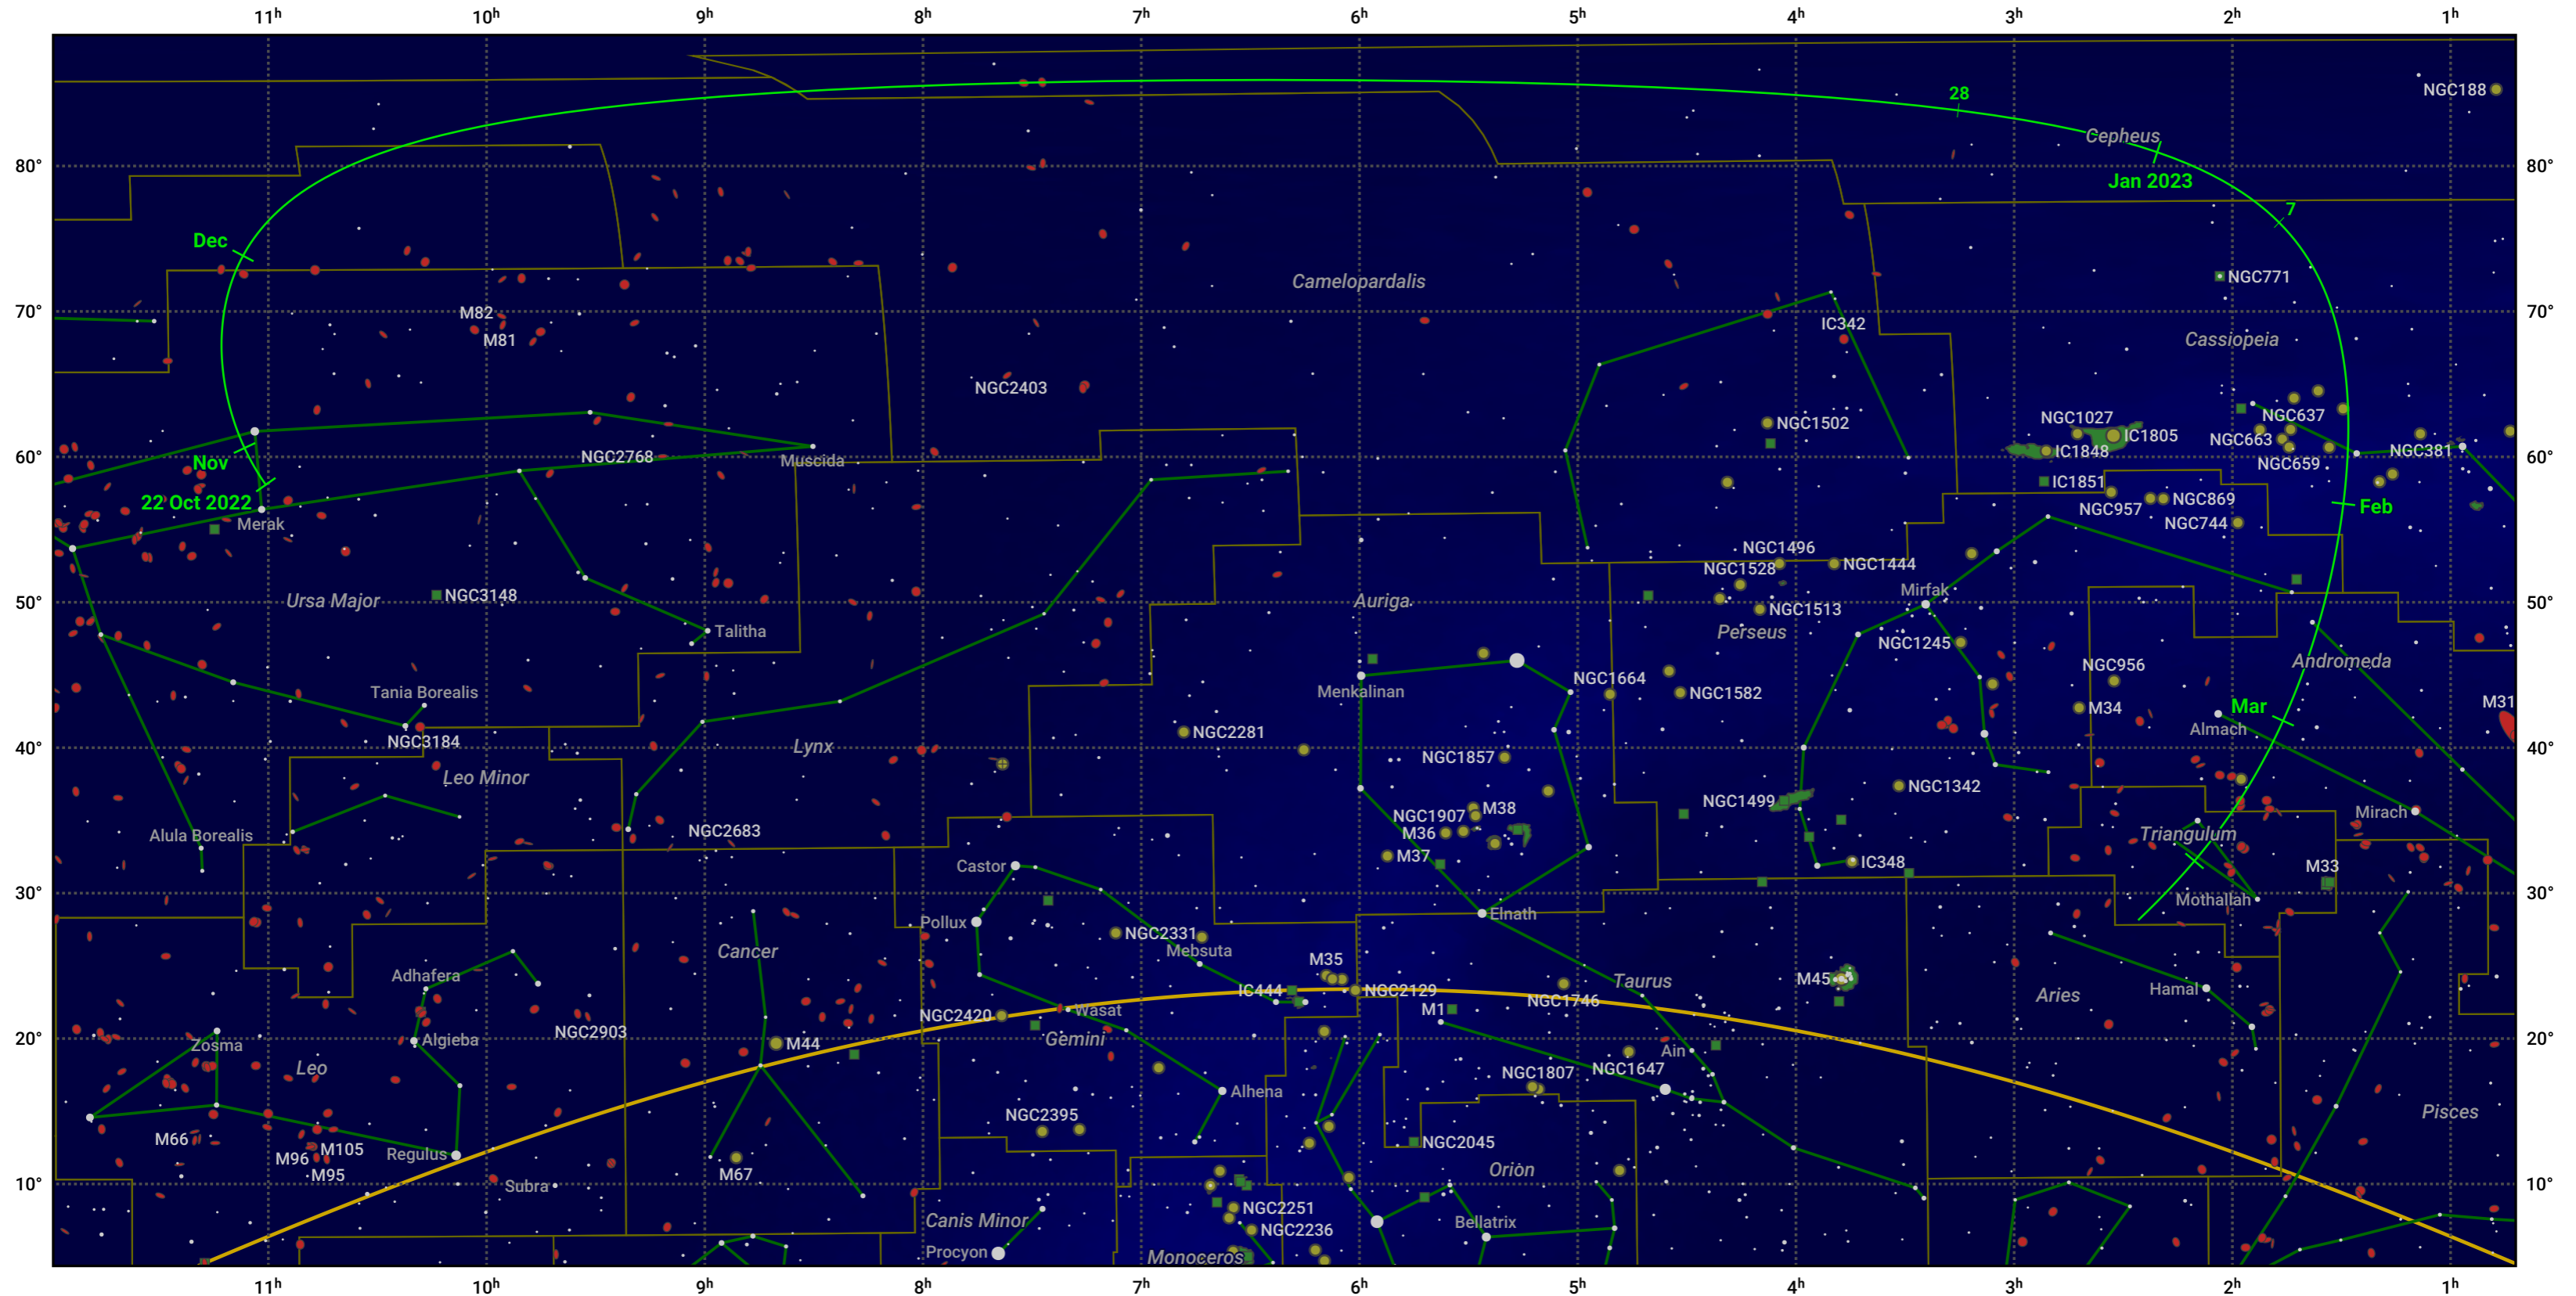 11h 10h 9h 8h 7h 6h 5h 4h 3h 2h 1h
28
NGC188
Cepheus
80° 80°
Jan 2023
7
Dec
NGC771
Camelopardalis
70° 70°
M82
IC342
M81
Cassiopeia
NGC2403
NGC637
NGC1027
NGC1502
IC1805
NGC663
NGC381
NGC2768
IC1848
60° 60°
Nov
Muscida
NGC659
IC1851
22 Oct 2022
NGC869
Feb
NGC957
Merak
NGC744
NGC1496
NGC1444
NGC1528
Mirfak
NGC3148
Ursa Major
Auriga
50° 50°
NGC1513
Talitha
Perseus
NGC1245
NGC956
Andromeda
NGC1664
Tania Borealis
Menkalinan
NGC1582
M31
Mar
M34
Almach
NGC2281
NGC3184
Lynx
40° 40°
NGC1857
Leo Minor
NGC1342
NGC1499
M38
Mirach
NGC1907
Alula Borealis
NGC2683
M36
Triangulum
M37
IC348
Castor
M33
30° 30°
Mothallah
Elnath
Pollux
NGC2331
Cancer
Mebsuta
M35
Adhafera
Taurus
M45
IC444
NGC2129
Hamal
Aries
NGC1746
Wasat
M1
NGC2420
NGC2903
20° 20°
Gemini
Algieba
M44
Zosma
Ain
Leo
NGC1807
NGC1647
Alhena
NGC2395
Pisces
M66
NGC2045
M105
Regulus
M96
Orion
M95
M67
Subra
10° 10°
NGC2251
Canis Minor
Bellatrix
NGC2236
Procyon
Monoceros
11h 10h 9h 8h 7h 6h 5h 4h 3h 2h 1h